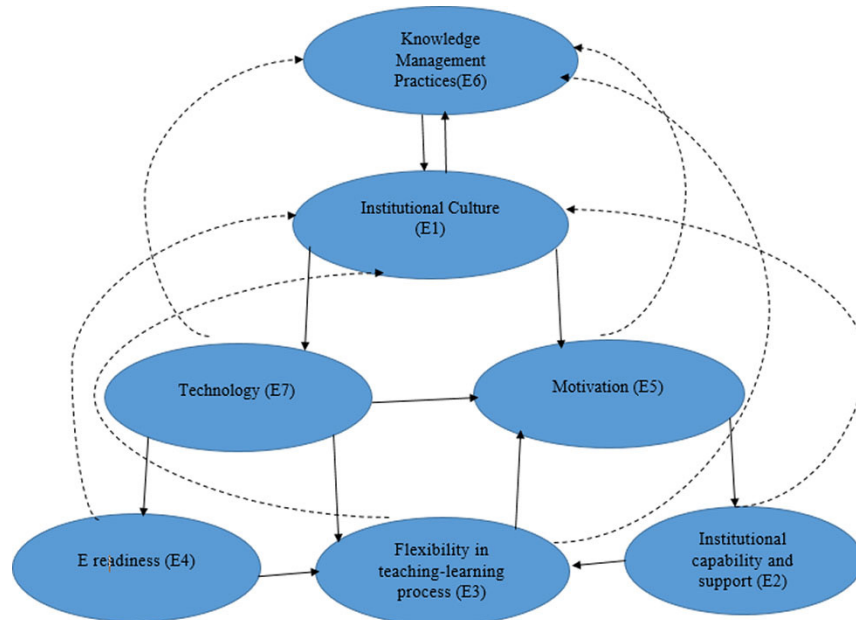 Knowledge
Management
Practices(E6)
Institutional Culture
(E1)
Technology (E7)
Motivation (E5)
E readiness (E4)
Flexibility in
teaching-learning
process (E3)
Institutional
capability and
support (E2)